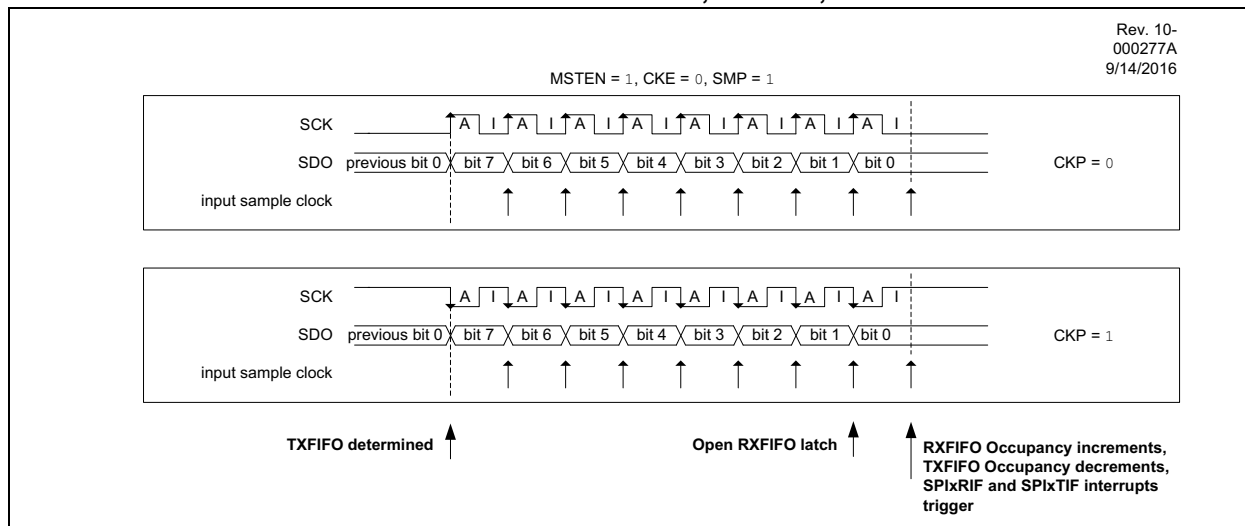 Rev. 10-
000277A
9/14/2016
MSTEN = 1, CKE = 0, SMP = 1
SCK A I A I A I A I A I A I A I A I
SDO previous bit 0 bit 7 bit 6 bit 5 bit 4 bit 3 bit 2 bit 1 bit 0 CKP = 0
input sample clock
SCK A I A I A I A I A I A I A I A I
SDO previous bit 0 bit 7 bit 6 bit 5 bit 4 bit 3 bit 2 bit 1 bit 0 CKP = 1
input sample clock
TXFIFO determined
Open RXFIFO latch
RXFIFO Occupancy increments,
TXFIFO Occupancy decrements,
SPIxRIF and SPIxTIF interrupts
trigger